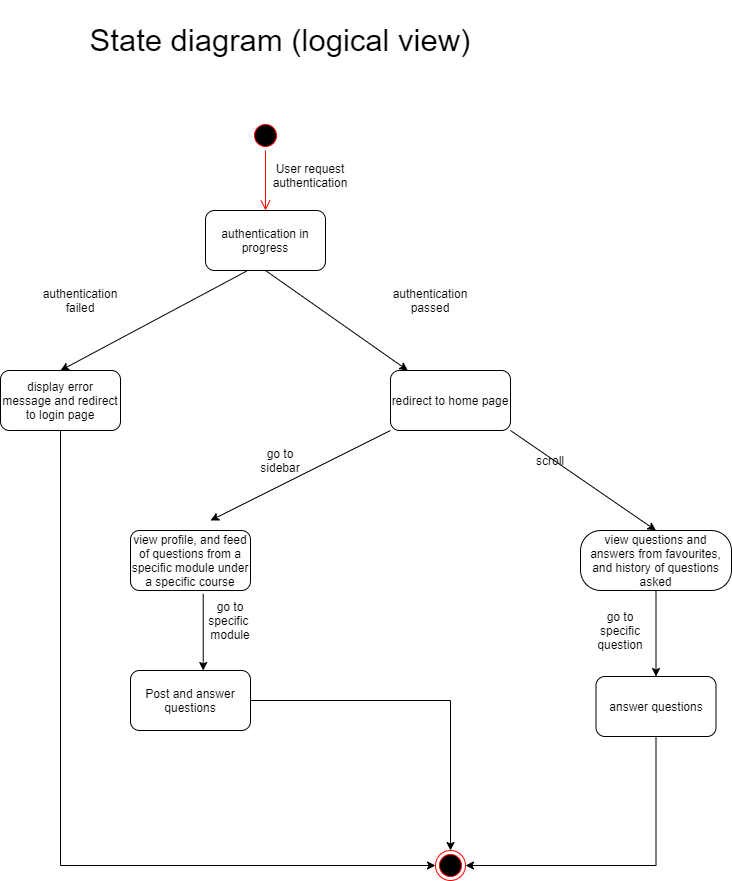 State diagram (logical view)
User request
authentication
authentication in
progress
authentication
failed
authentication
passed
display error
message and redirect
to login page
redirect to home page
go to
sidebar
scroll
view profile, and feed
of questions from a
specific module under
a specific course
view questions and
answers from favourites,
and history of questions
asked
go to
specific
module
go to
specific
question
Post and answer
questions
answer questions